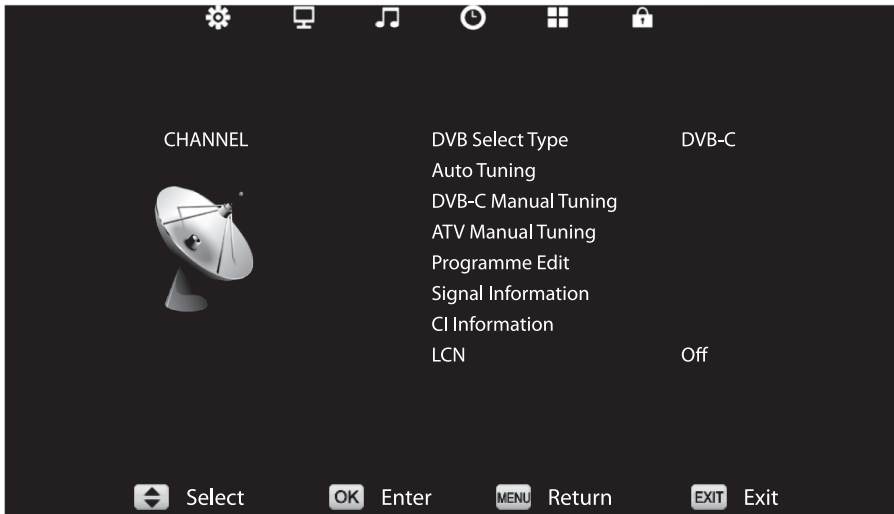 CHANNEL
DVB Select Type DVB-C
Auto Tuning
DVB-C Manual Tuning
ATV Manual Tuning
Programme Edit
Signal Information
CI Information
LCN Off
Select OK Enter MENU Return EXIT Exit